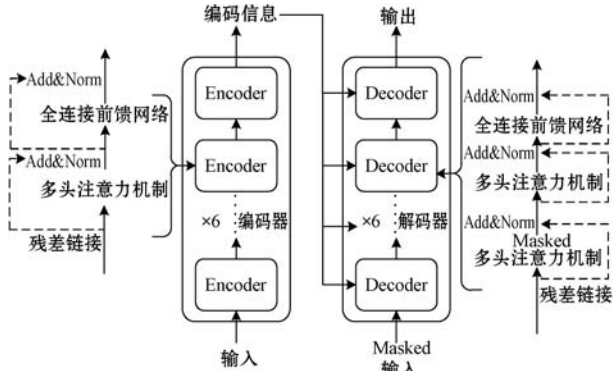 编码信息
输出
Add&Norm
全连接前馈网络
Add&Norm
多头注意力机制
残差链接
Encoder
Encoder
×6
编码器
Encoder
输入
Decoder
Decoder
×6
解码器
Decoder
Masked
输入
Add&Norm
全连接前馈网络
Add&Norm
多头注意力机制
Add&Norm
Masked
多头注意力机制
残差链接